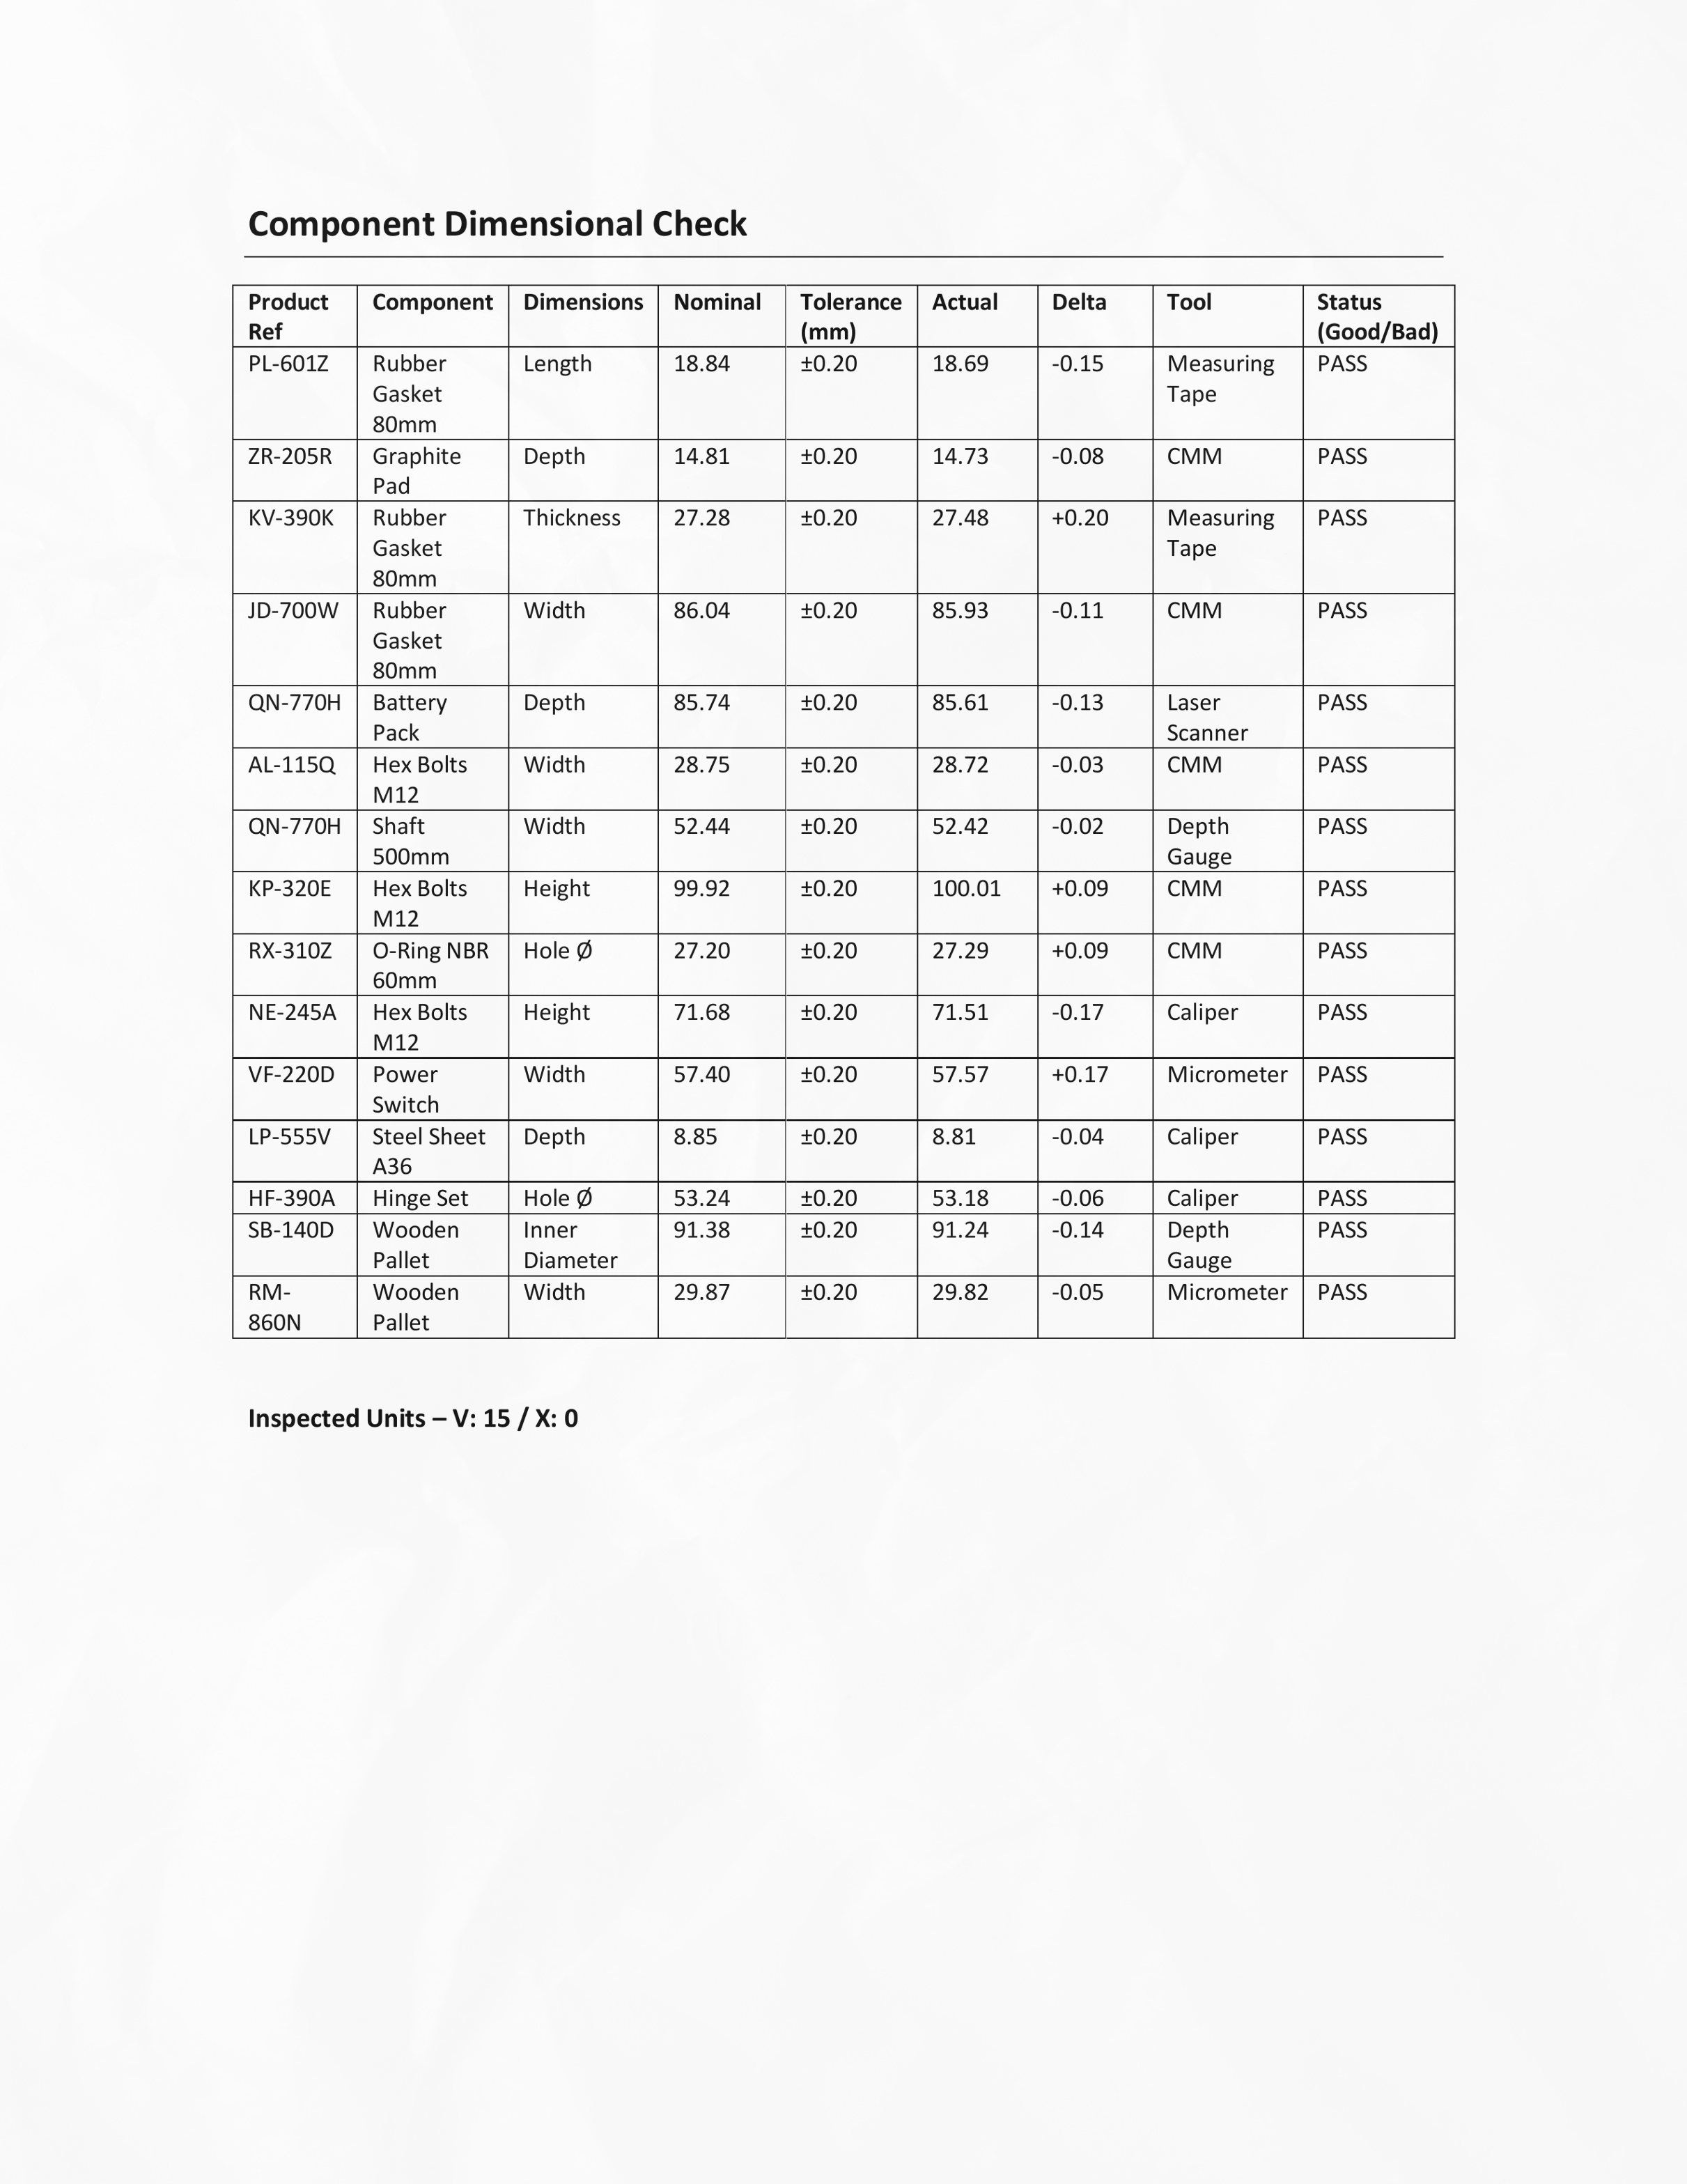 Component Dimensional Check
Product Ref Component Dimensions Nominal Tolerance (mm) Actual Delta Tool Status (Good/Bad)
PL-601Z Rubber Gasket 80mm Length 18.84 ±0.20 18.69 -0.15 Measuring Tape PASS
ZR-205R Graphite Pad Depth 14.81 ±0.20 14.73 -0.08 CMM PASS
KV-390K Rubber Gasket 80mm Thickness 27.28 ±0.20 27.48 +0.20 Measuring Tape PASS
JD-700W Rubber Gasket 80mm Width 86.04 ±0.20 85.93 -0.11 CMM PASS
QN-770H Battery Pack Depth 85.74 ±0.20 85.61 -0.13 Laser Scanner PASS
AL-115Q Hex Bolts M12 Width 28.75 ±0.20 28.72 -0.03 CMM PASS
QN-770H Shaft 500mm Width 52.44 ±0.20 52.42 -0.02 Depth Gauge PASS
KP-320E Hex Bolts M12 Height 99.92 ±0.20 100.01 +0.09 CMM PASS
RX-310Z O-Ring NBR 60mm Hole Ø 27.20 ±0.20 27.29 +0.09 CMM PASS
NE-245A Hex Bolts M12 Height 71.68 ±0.20 71.51 -0.17 Caliper PASS
VF-220D Power Switch Width 57.40 ±0.20 57.57 +0.17 Micrometer PASS
LP-555V Steel Sheet A36 Depth 8.85 ±0.20 8.81 -0.04 Caliper PASS
HF-390A Hinge Set Hole Ø 53.24 ±0.20 53.18 -0.06 Caliper PASS
SB-140D Wooden Pallet Inner Diameter 91.38 ±0.20 91.24 -0.14 Depth Gauge PASS
RM-860N Wooden Pallet Width 29.87 ±0.20 29.82 -0.05 Micrometer PASS
Inspected Units – V: 15 / X: 0